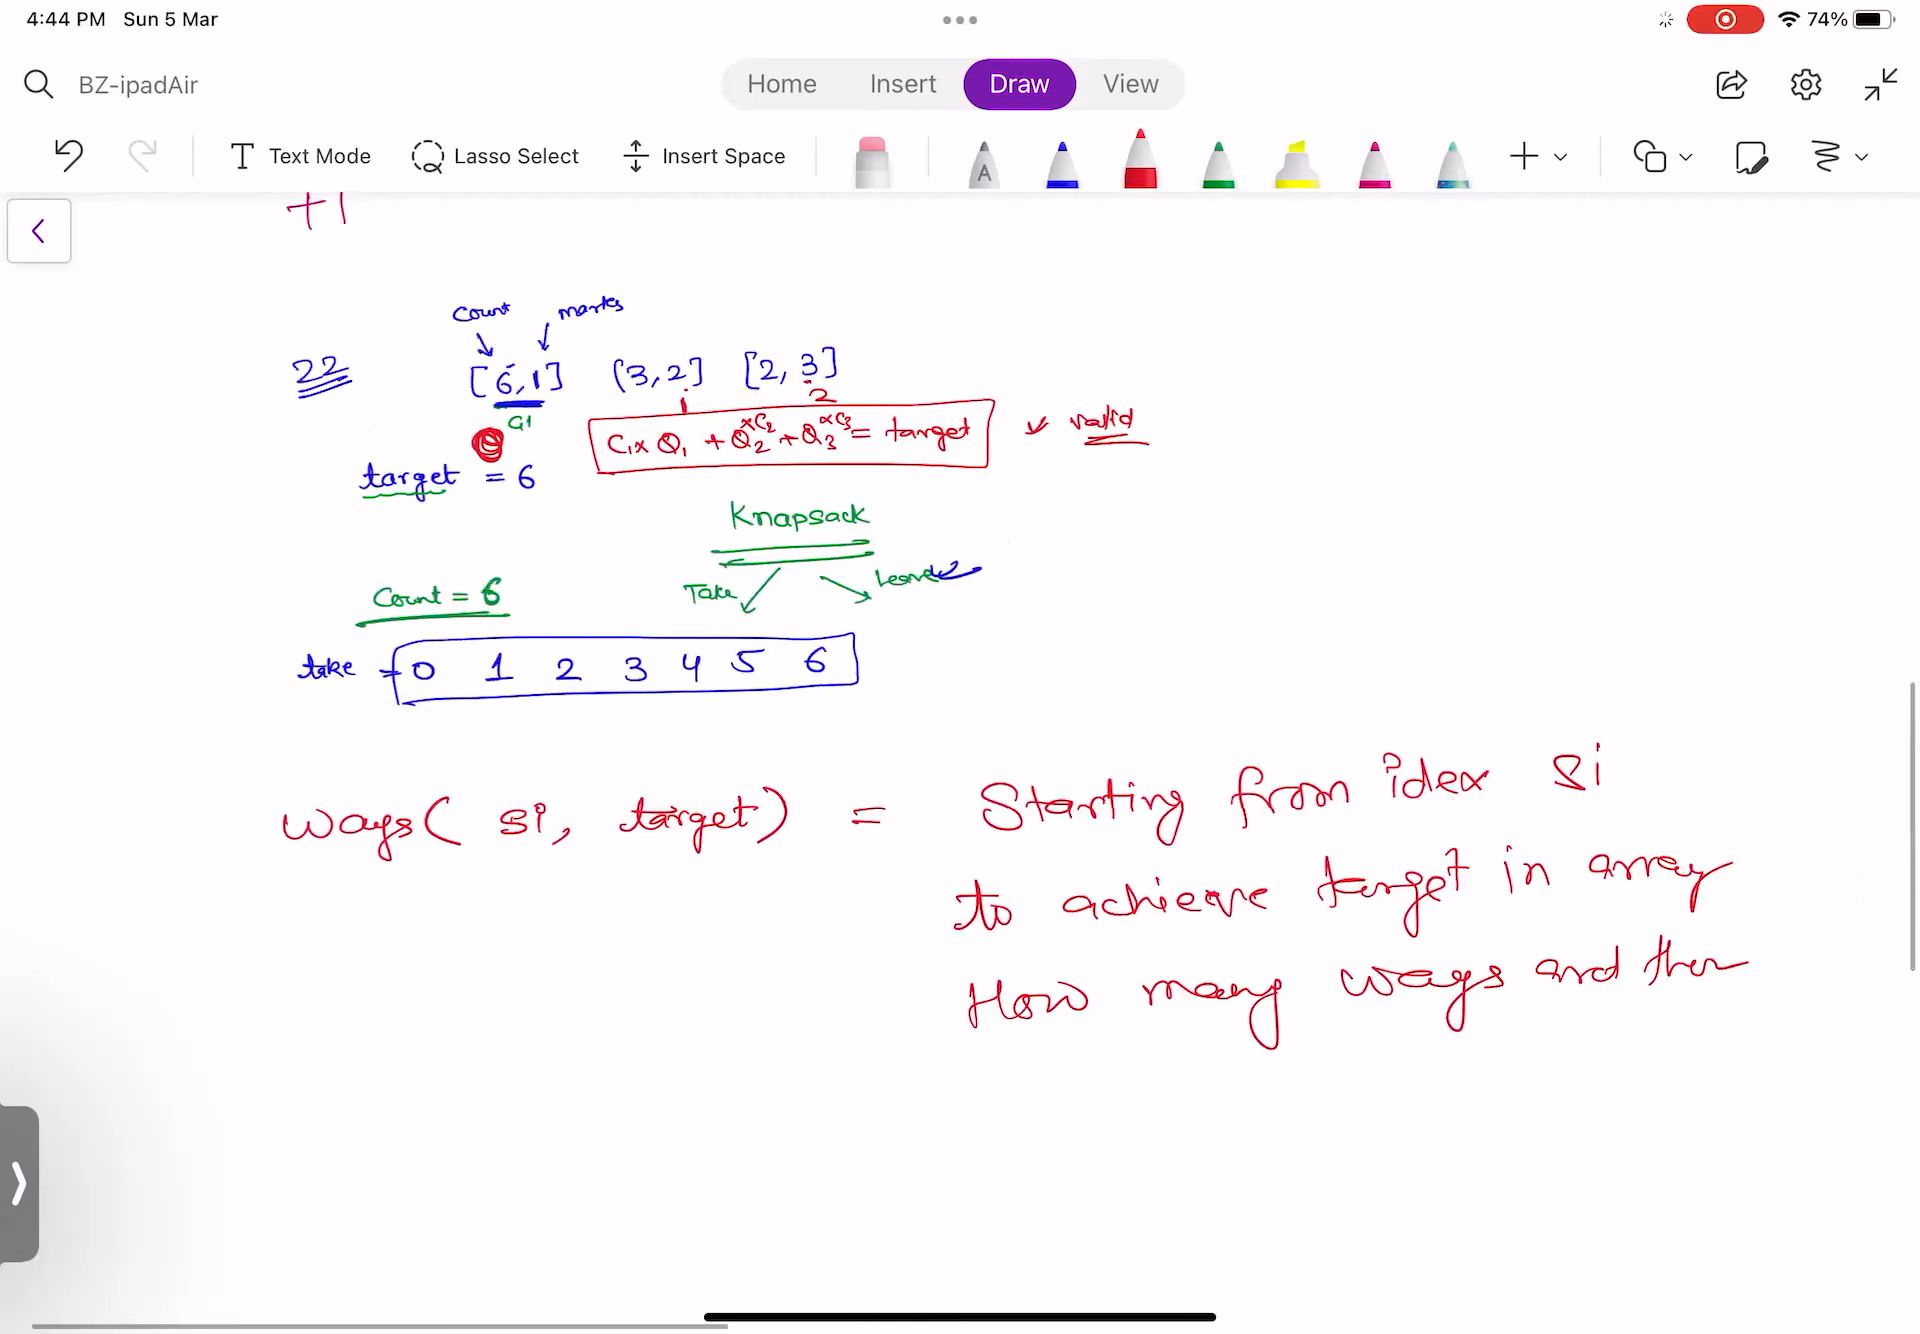 4:44 PM Sun 5 Mar
74%
BZ-ipadAir
Home Insert Draw View
Text Mode Lasso Select Insert Space
A
+1
Count marks
22 [6,1] (3,2] [2,3]
1 2
Q1
C1x Q1 + Q2 xC2 + Q3 xC3 = target valid
target = 6
Knapsack
Take Leave
Count = 6
take 0 1 2 3 4 5 6
Ways( si, target) = Starting from idex si
to achieve target in array
How many ways and then